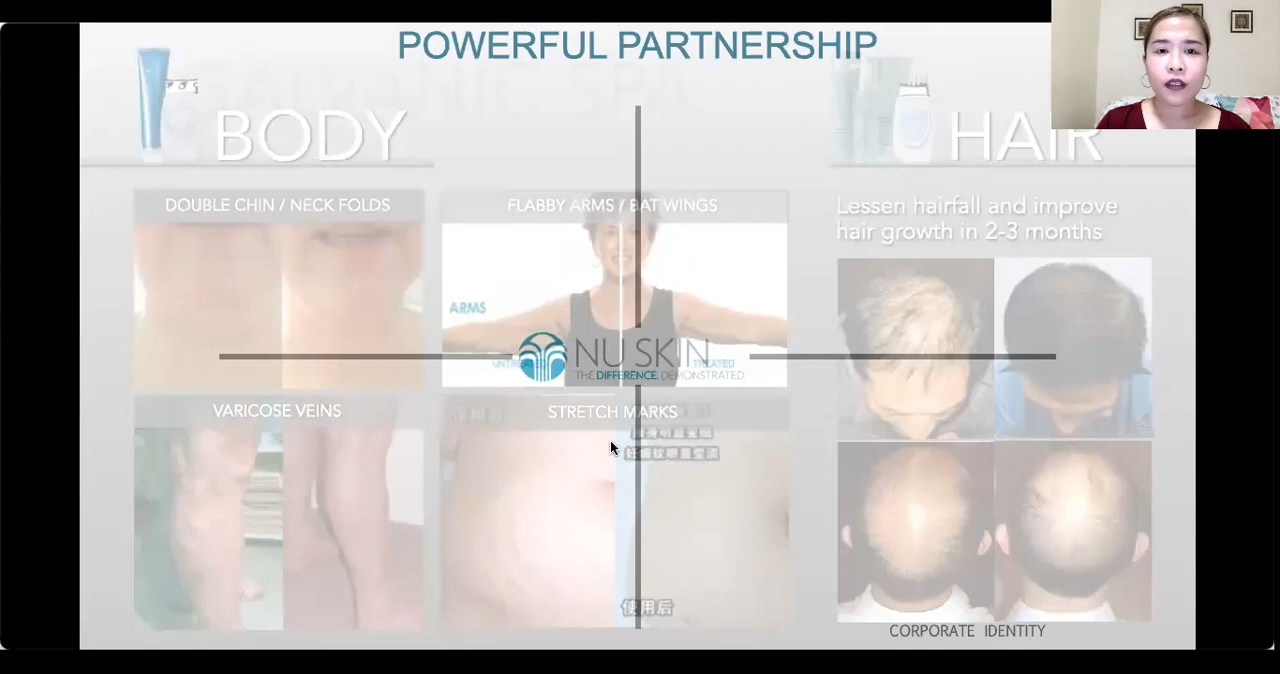 POWERFUL PARTNERSHIP
BODY
HAIR
DOUBLE CHIN / NECK FOLDS
FLABBY ARMS / BAT WINGS
Lessen hairfall and improve
hair growth in 2-3 months
ARMS
NU SKIN
THE DIFFERENCE. DEMONSTRATED.
TREATED
VARICOSE VEINS
STRETCH MARKS
使用后
CORPORATE IDENTITY